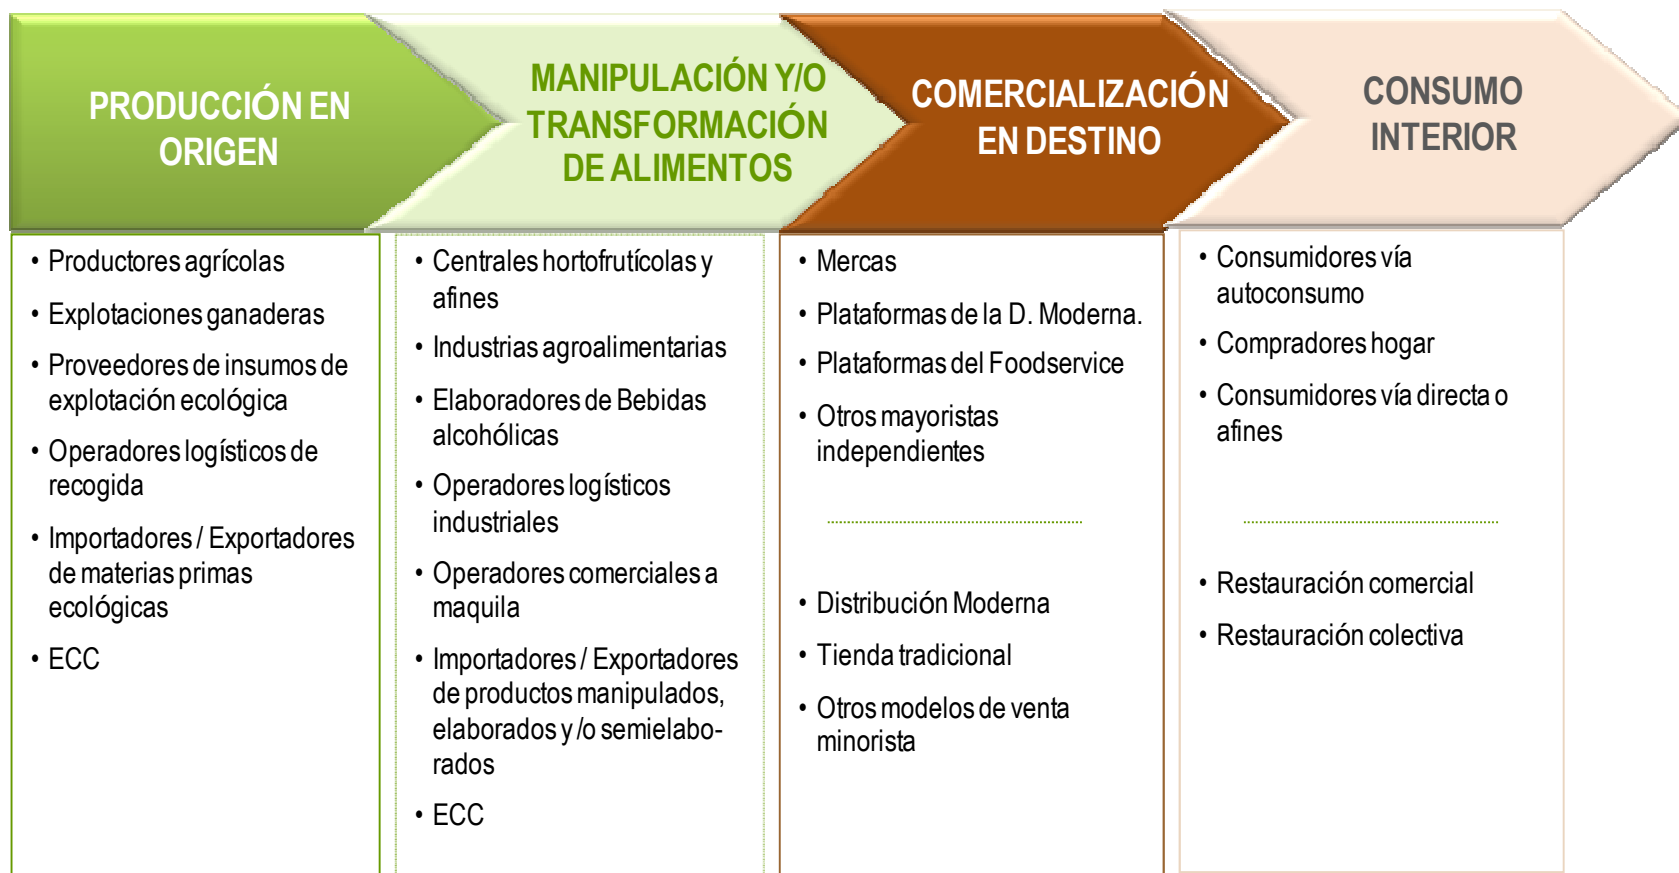 PRODUCCIÓN EN
ORIGEN
MANIPULACIÓN Y/O
TRANSFORMACIÓN
DE ALIMENTOS
COMERCIALIZACIÓN
EN DESTINO
CONSUMO
INTERIOR
• Productores agrícolas
• Explotaciones ganaderas
• Proveedores de insumos de
explotación ecológica
• Operadores logísticos de
recogida
• Importadores / Exportadores
de materias primas
ecológicas
• ECC
• Centrales hortofrutícolas y
afines
• Industrias agroalimentarias
• Elaboradores de Bebidas
alcohólicas
• Operadores logísticos
industriales
• Operadores comerciales a
maquila
• Importadores / Exportadores
de productos manipulados,
elaborados y /o semielabo-
rados
• ECC
• Mercas
• Plataformas de la D. Moderna.
• Plataformas del Foodservice
• Otros mayoristas
independientes
• Distribución Moderna
• Tienda tradicional
• Otros modelos de venta
minorista
• Consumidores vía
autoconsumo
• Compradores hogar
• Consumidores vía directa o
afines
• Restauración comercial
• Restauración colectiva